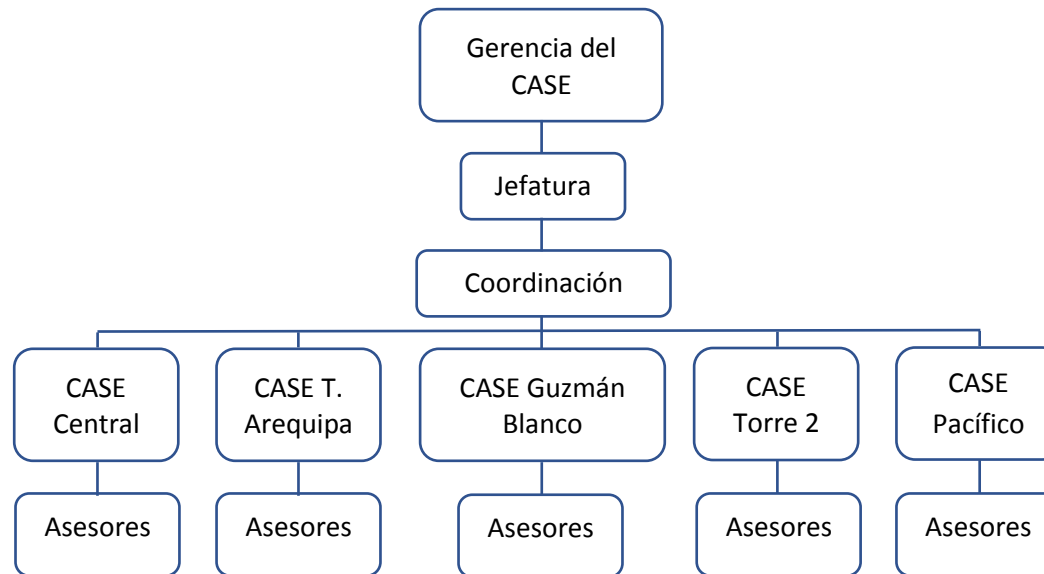 Gerencia del
CASE
Jefatura
Coordinación
CASE
Central
CASE T.
Arequipa
CASE Guzmán
Blanco
CASE
Torre 2
CASE
Pacífico
Asesores
Asesores
Asesores
Asesores
Asesores